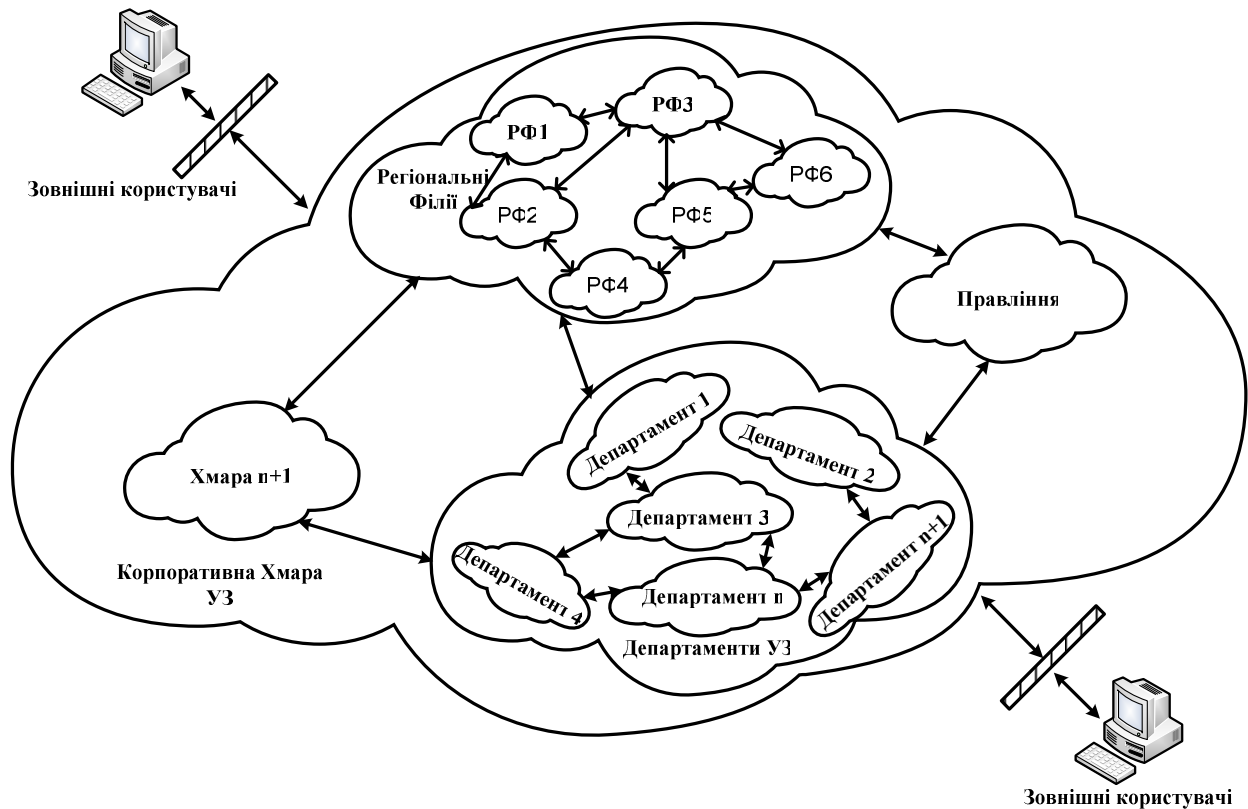 Зовнішні користувачі
РФ3
РФ1
Регіональні
Філії
РФ6
РФ2
РФ5
РФ4
Правління
Департамент 1
Департамент 2
Хмара n+1
Департамент 3
Департамент n+1
Департамент 4
Департамент n
Корпоративна Хмара
УЗ
Департаменти УЗ
Зовнішні користувачі